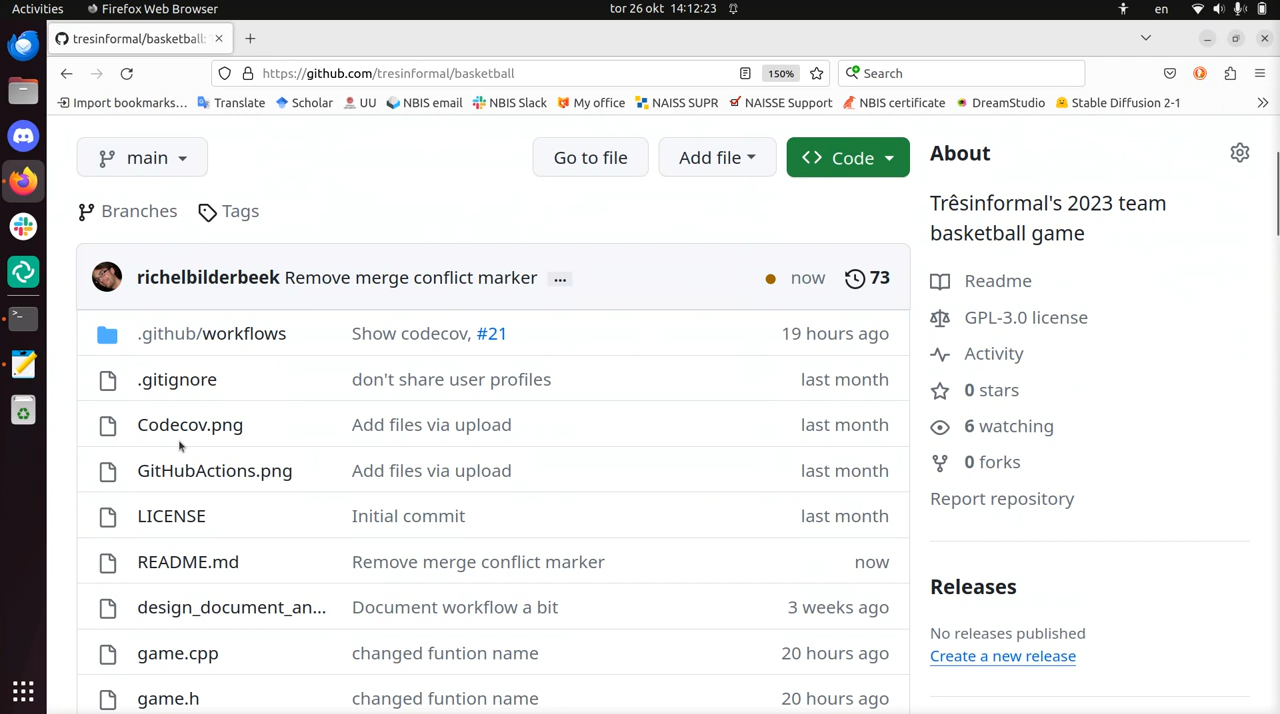 Activities
Firefox Web Browser
tor 26 okt 14:12:23
en
tresinformal/basketball:
https://github.com/tresinformal/basketball
150%
Search
Import bookmarks...
Translate
Scholar
UU
NBIS email
NBIS Slack
My office
NAISS SUPR
NAISSE Support
NBIS certificate
DreamStudio
Stable Diffusion 2-1
main
Go to file
Add file
Code
Branches
Tags
richelbilderbeek Remove merge conflict marker ...
now
73
.github/workflows Show codecov, #21 19 hours ago
.gitignore don't share user profiles last month
Codecov.png Add files via upload last month
GitHubActions.png Add files via upload last month
LICENSE Initial commit last month
README.md Remove merge conflict marker now
design_document_an... Document workflow a bit 3 weeks ago
game.cpp changed funtion name 20 hours ago
game.h changed funtion name 20 hours ago
About
Trêsinformal's 2023 team
basketball game
Readme
GPL-3.0 license
Activity
0 stars
6 watching
0 forks
Report repository
Releases
No releases published
Create a new release